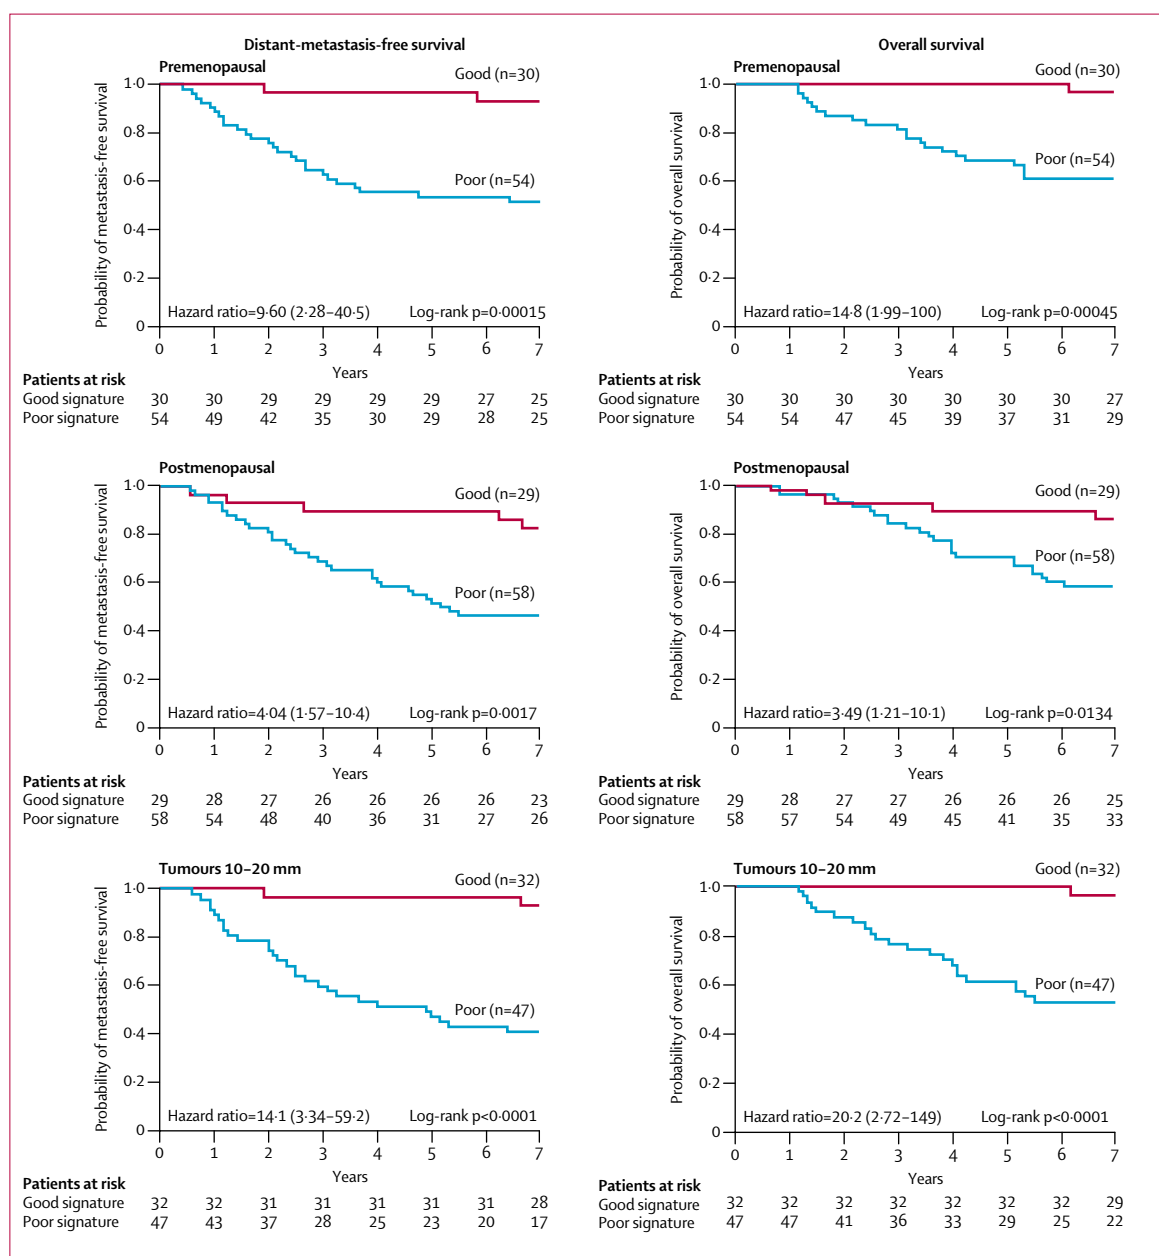 Distant-metastasis-free survival
Premenopausal
Good (n=30)
Poor (n=54)
Probability of metastasis-free survival
1·0
0·8
0·6
0·4
0·2
0
Hazard ratio=9·60 (2·28–40·5) Log-rank p=0·00015
0 1 2 3 4 5 6 7
Years
Patients at risk
Good signature 30 30 29 29 29 29 27 25
Poor signature 54 49 42 35 30 29 28 25
Overall survival
Premenopausal
Good (n=30)
Poor (n=54)
Probability of overall survival
1·0
0·8
0·6
0·4
0·2
0
Hazard ratio=14·8 (1·99–100) Log-rank p=0·00045
0 1 2 3 4 5 6 7
Years
Patients at risk
Good signature 30 30 30 30 30 30 30 27
Poor signature 54 54 47 45 39 37 31 29
Postmenopausal
Good (n=29)
Poor (n=58)
Probability of metastasis-free survival
1·0
0·8
0·6
0·4
0·2
0
Hazard ratio=4·04 (1·57–10·4) Log-rank p=0·0017
0 1 2 3 4 5 6 7
Years
Patients at risk
Good signature 29 28 27 26 26 26 26 23
Poor signature 58 54 48 40 36 31 27 26
Postmenopausal
Good (n=29)
Poor (n=58)
Probability of overall survival
1·0
0·8
0·6
0·4
0·2
0
Hazard ratio=3·49 (1·21–10·1) Log-rank p=0·0134
0 1 2 3 4 5 6 7
Years
Patients at risk
Good signature 29 28 27 27 26 26 26 25
Poor signature 58 57 54 49 45 41 35 33
Tumours 10–20 mm
Good (n=32)
Poor (n=47)
Probability of metastasis-free survival
1·0
0·8
0·6
0·4
0·2
0
Hazard ratio=14·1 (3·34–59·2) Log-rank p<0·0001
0 1 2 3 4 5 6 7
Years
Patients at risk
Good signature 32 32 31 31 31 31 31 28
Poor signature 47 43 37 28 25 23 20 17
Tumours 10–20 mm
Good (n=32)
Poor (n=47)
Probability of overall survival
1·0
0·8
0·6
0·4
0·2
0
Hazard ratio=20·2 (2·72–149) Log-rank p<0·0001
0 1 2 3 4 5 6 7
Years
Patients at risk
Good signature 32 32 32 32 32 32 32 29
Poor signature 47 47 41 36 33 29 25 22